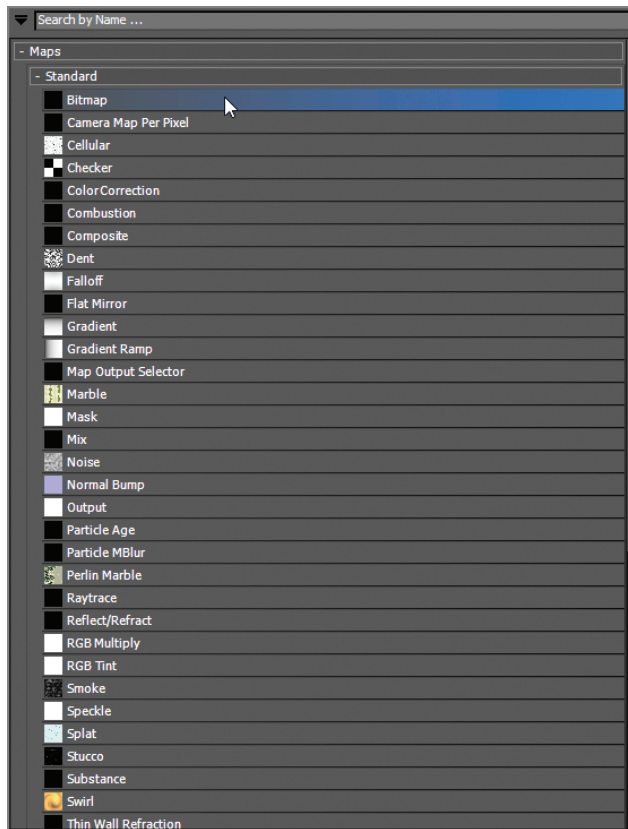 Search by Name ...
- Maps
- Standard
Bitmap
Camera Map Per Pixel
Cellular
Checker
Color Correction
Combustion
Composite
Dent
Falloff
Flat Mirror
Gradient
Gradient Ramp
Map Output Selector
Marble
Mask
Mix
Noise
Normal Bump
Output
Particle Age
Particle MBlur
Perlin Marble
Raytrace
Reflect/Refract
RGB Multiply
RGB Tint
Smoke
Speckle
Splat
Stucco
Substance
Swirl
Thin Wall Refraction